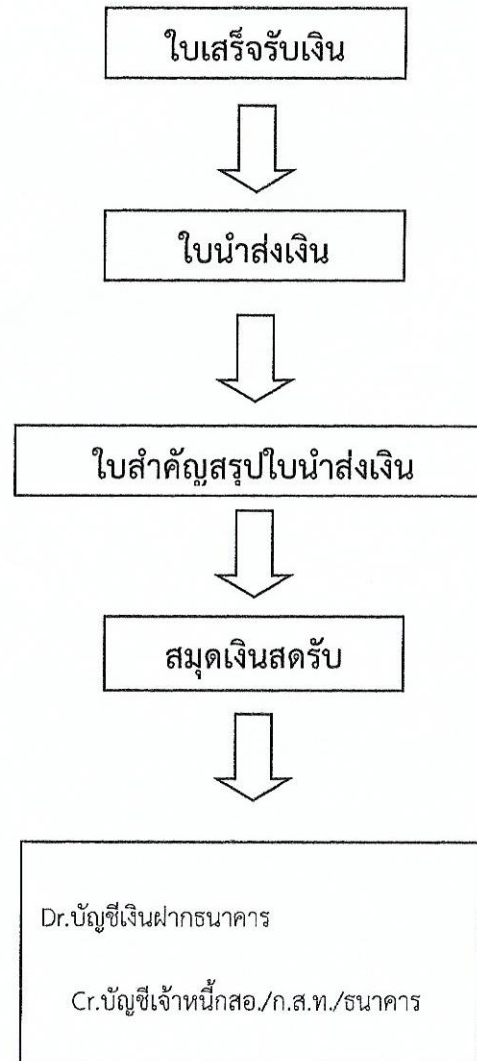 ใบเสร็จรับเงิน
ใบนำส่งเงิน
ใบสำคัญสรุปใบนำส่งเงิน
สมุดเงินสดรับ
Dr.บัญชีเงินฝากธนาคาร
Cr.บัญชีเจ้าหนี้กสอ./ก.ส.ท./ธนาคาร